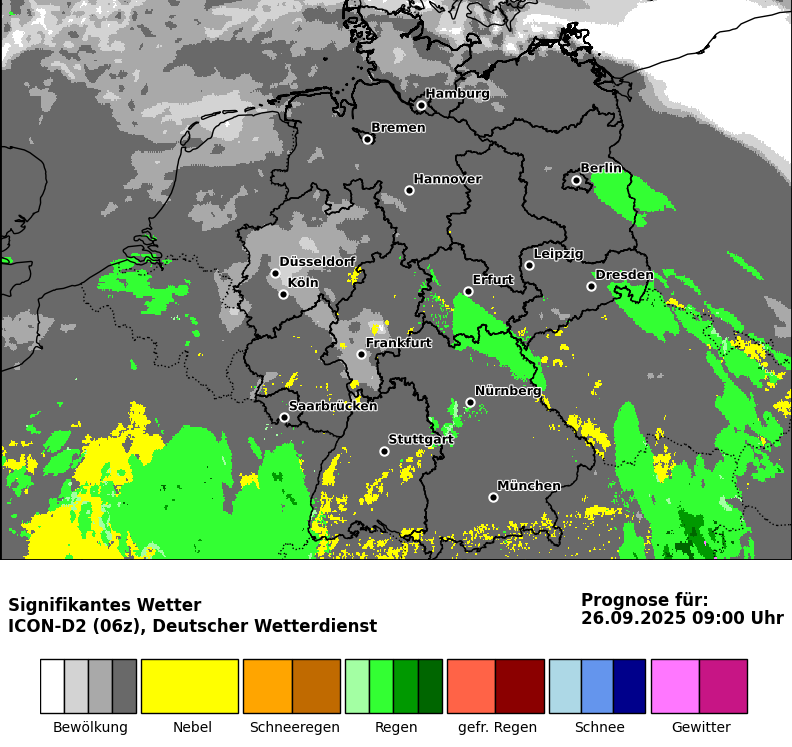 Hamburg
Bremen
Berlin
Hannover
Leipzig
Düsseldorf
Dresden
Köln
Erfurt
Frankfurt
Nürnberg
Saarbrücken
Stuttgart
München
Signifikantes Wetter
ICON-D2 (06z), Deutscher Wetterdienst
Prognose für:
26.09.2025 09:00 Uhr
Bewölkung
Nebel
Schneeregen
Regen
gefr. Regen
Schnee
Gewitter